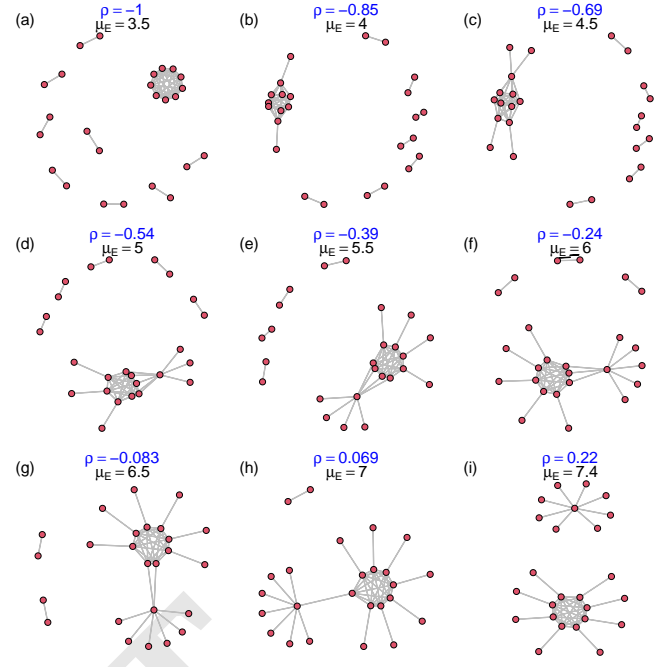 (a) ρ = −1
μE = 3.5
(b) ρ = −0.85
μE = 4
(c) ρ = −0.69
μE = 4.5
(d) ρ = −0.54
μE = 5
(e) ρ = −0.39
μE = 5.5
(f) ρ = −0.24
μE = 6
(g) ρ = −0.083
μE = 6.5
(h) ρ = 0.069
μE = 7
(i) ρ = 0.22
μE = 7.4